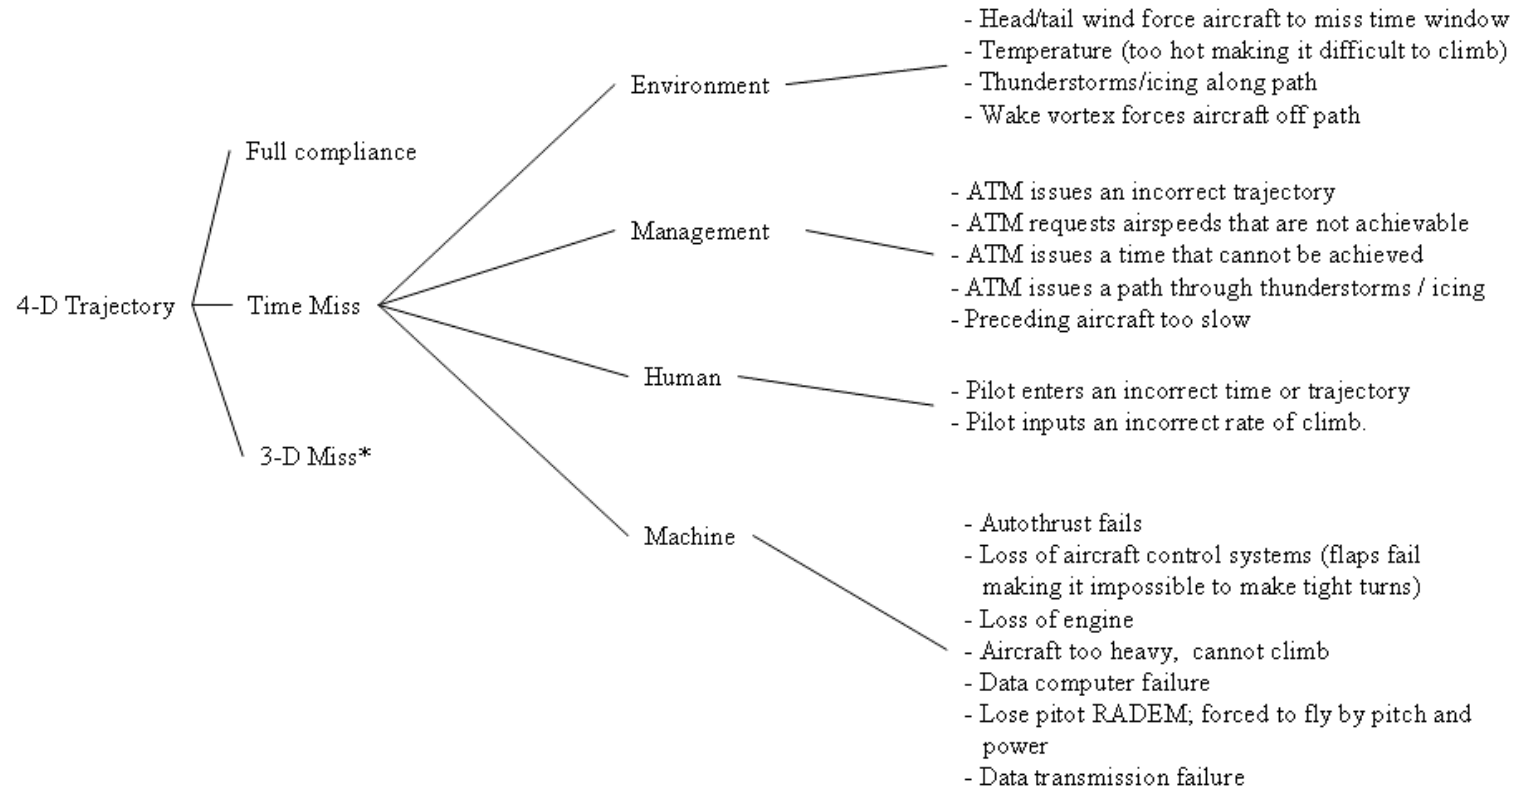 4-D Trajectory
Full compliance
Time Miss
3-D Miss*
Environment
- Head/tail wind force aircraft to miss time window
- Temperature (too hot making it difficult to climb)
- Thunderstorms/icing along path
- Wake vortex forces aircraft off path
Management
- ATM issues an incorrect trajectory
- ATM requests airspeeds that are not achievable
- ATM issues a time that cannot be achieved
- ATM issues a path through thunderstorms / icing
- Preceding aircraft too slow
Human
- Pilot enters an incorrect time or trajectory
- Pilot inputs an incorrect rate of climb.
Machine
- Autothrust fails
- Loss of aircraft control systems (flaps fail
making it impossible to make tight turns)
- Loss of engine
- Aircraft too heavy, cannot climb
- Data computer failure
- Lose pitot RADEM; forced to fly by pitch and
power
- Data transmission failure